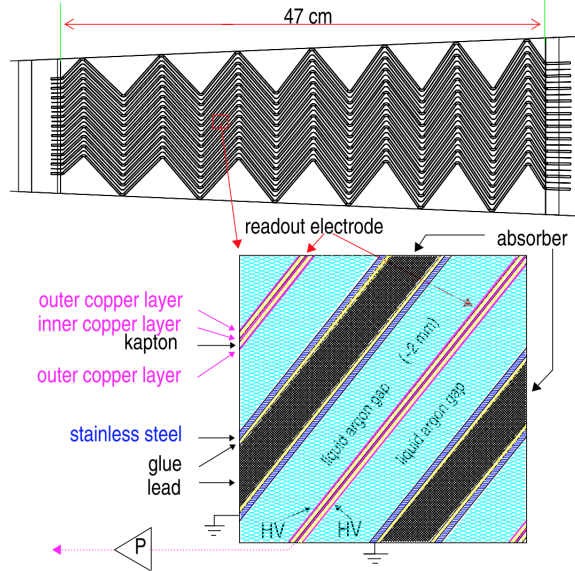 47 cm
readout electrode
absorber
outer copper layer
inner copper layer
kapton
outer copper layer
(~2 mm)
liquid argon gap
liquid argon gap
stainless steel
glue
lead
HV
HV
P